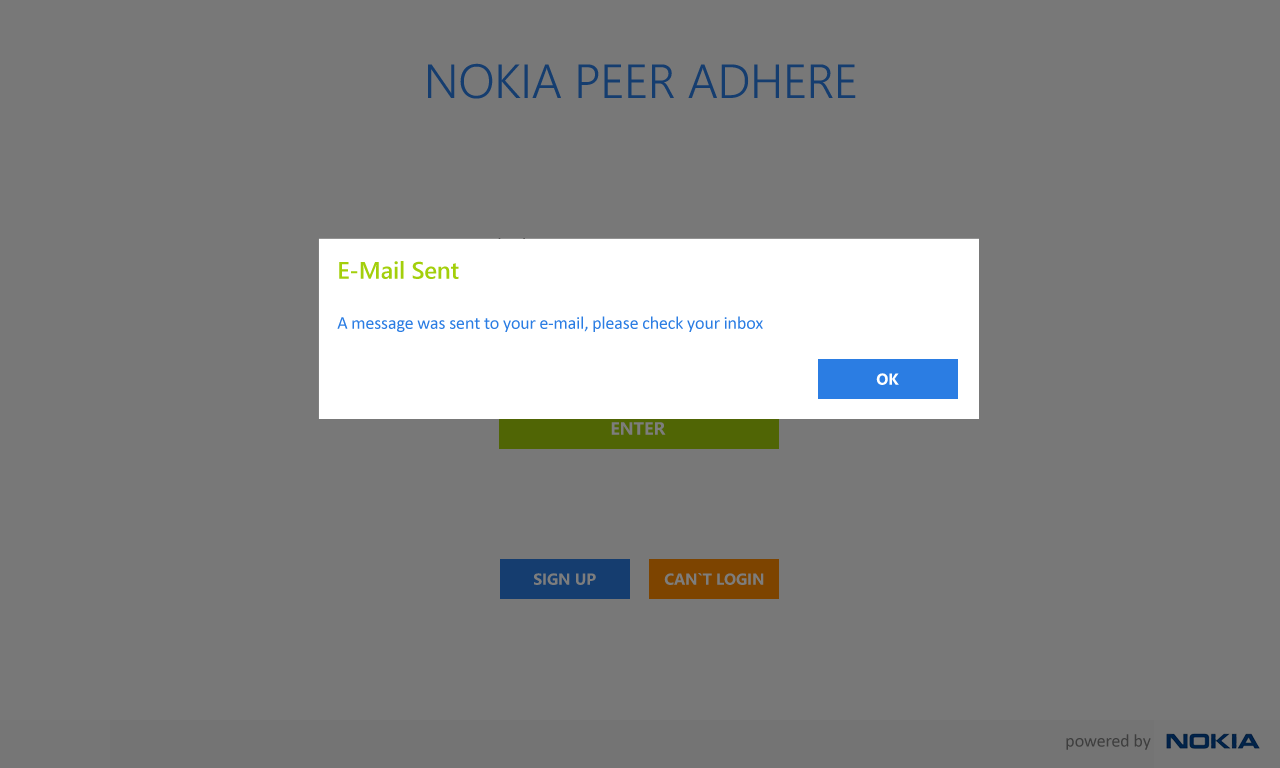 NOKIA PEER ADHERE
E-Mail Sent
A message was sent to your e-mail, please check your inbox
OK
ENTER
SIGN UP
CAN`T LOGIN
powered by NOKIA